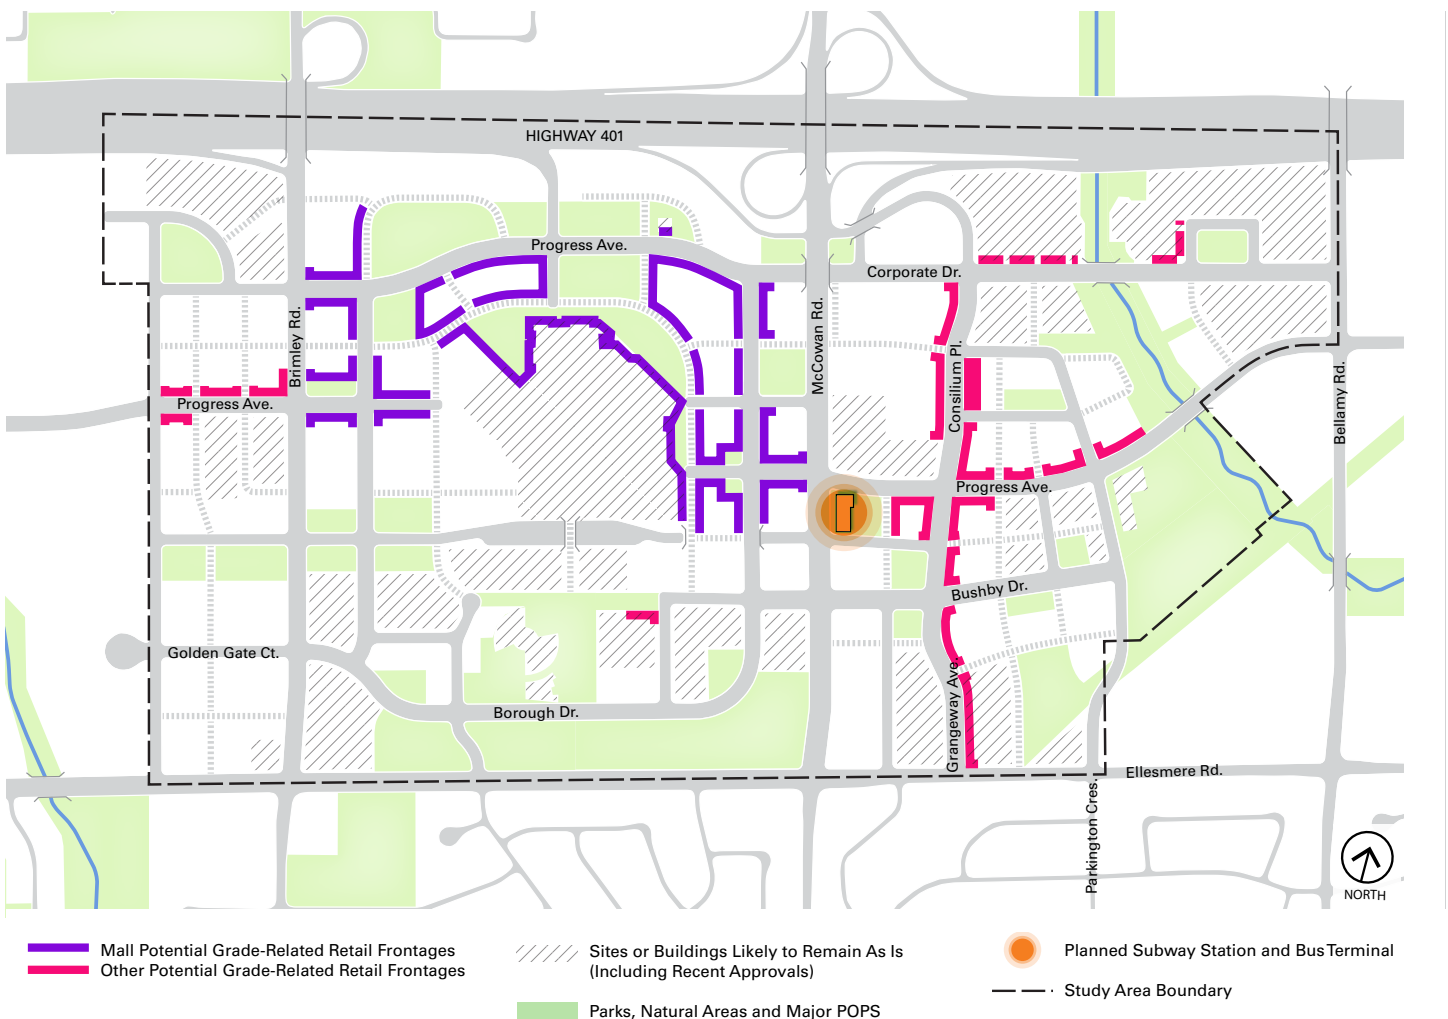 HIGHWAY 401
Progress Ave.
Corporate Dr.
Brimley Rd.
McCowan Rd.
Consilium Pl.
Bellamy Rd.
Progress Ave.
Progress Ave.
Bushby Dr.
Golden Gate Ct.
Grangeway Ave.
Borough Dr.
Ellesmere Rd.
Parkington Cres.
NORTH
Mall Potential Grade-Related Retail Frontages
Other Potential Grade-Related Retail Frontages
Sites or Buildings Likely to Remain As Is
(Including Recent Approvals)
Parks, Natural Areas and Major POPS
Planned Subway Station and Bus Terminal
Study Area Boundary